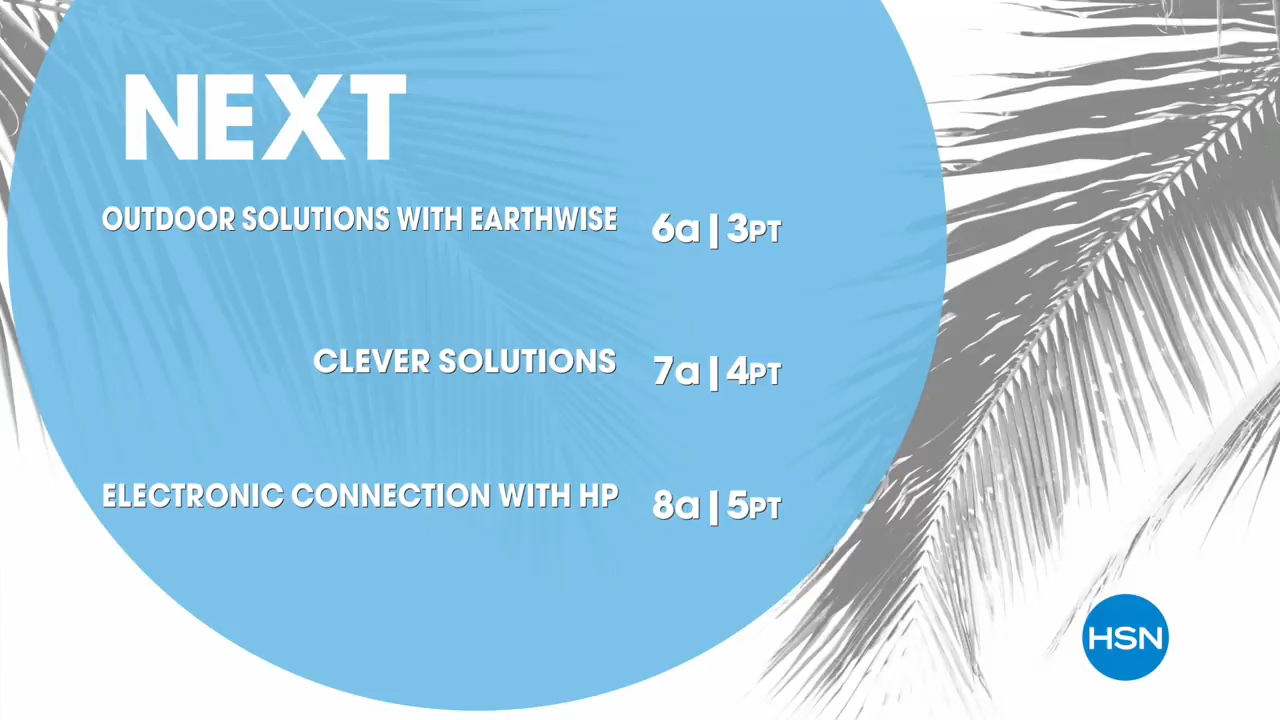 NEXT
OUTDOOR SOLUTIONS WITH EARTHWISE 6a | 3PT
CLEVER SOLUTIONS 7a | 4PT
ELECTRONIC CONNECTION WITH HP 8a | 5PT
HSN